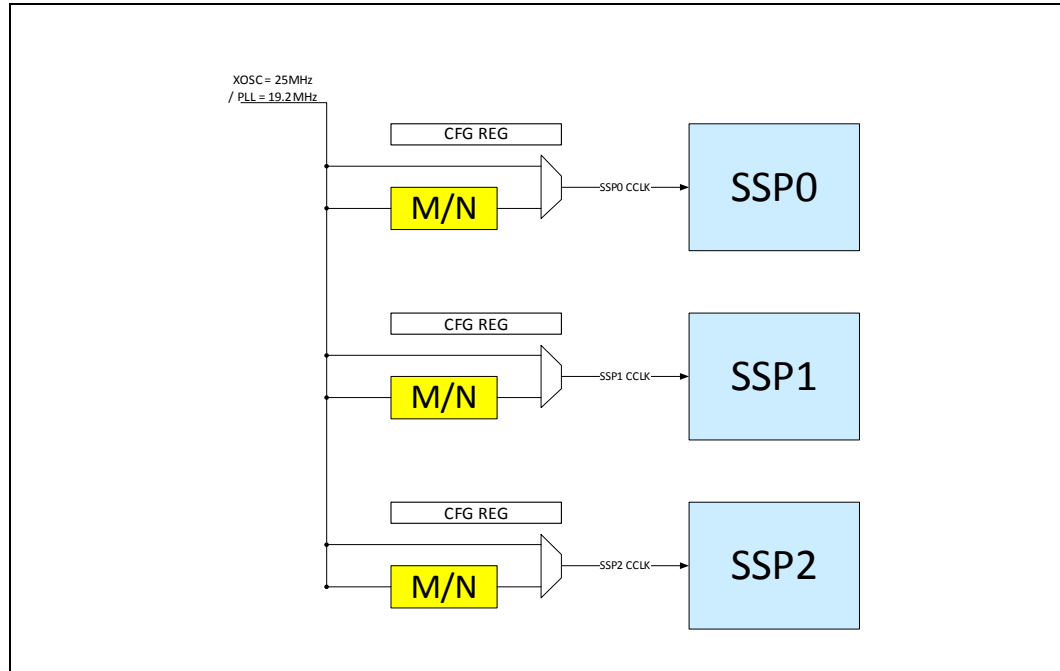 XOSC = 25MHz
/ PLL = 19.2MHz
CFG REG
M/N
SSP0 CCLK
SSP0
CFG REG
M/N
SSP1 CCLK
SSP1
CFG REG
M/N
SSP2 CCLK
SSP2